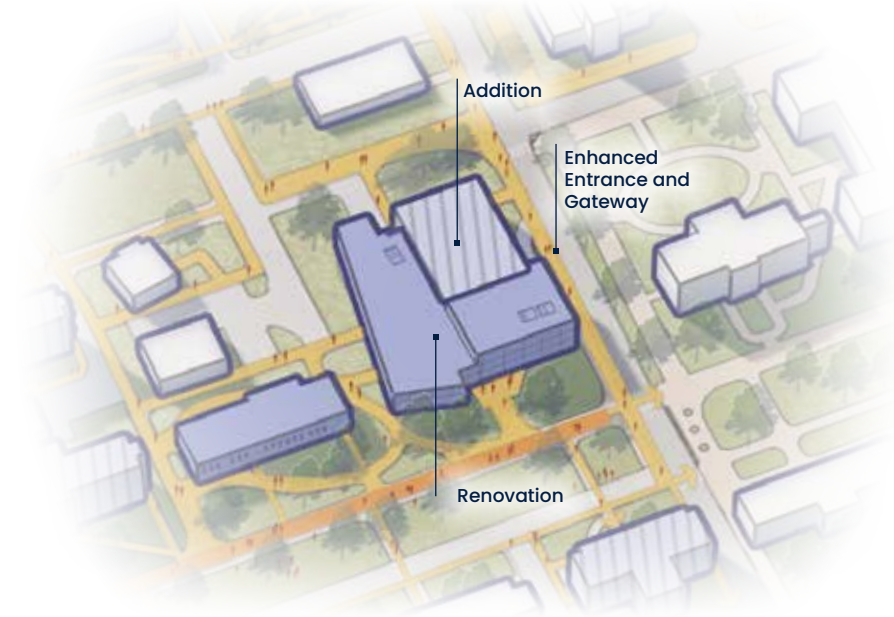 Addition
Enhanced
Entrance and
Gateway
Renovation